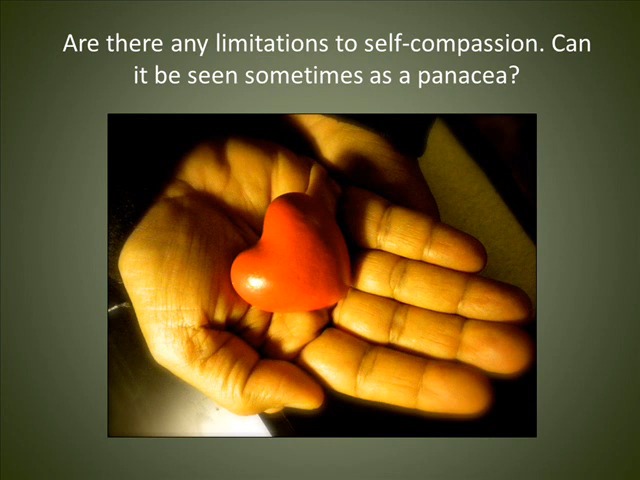 Are there any limitations to self-compassion. Can
it be seen sometimes as a panacea?